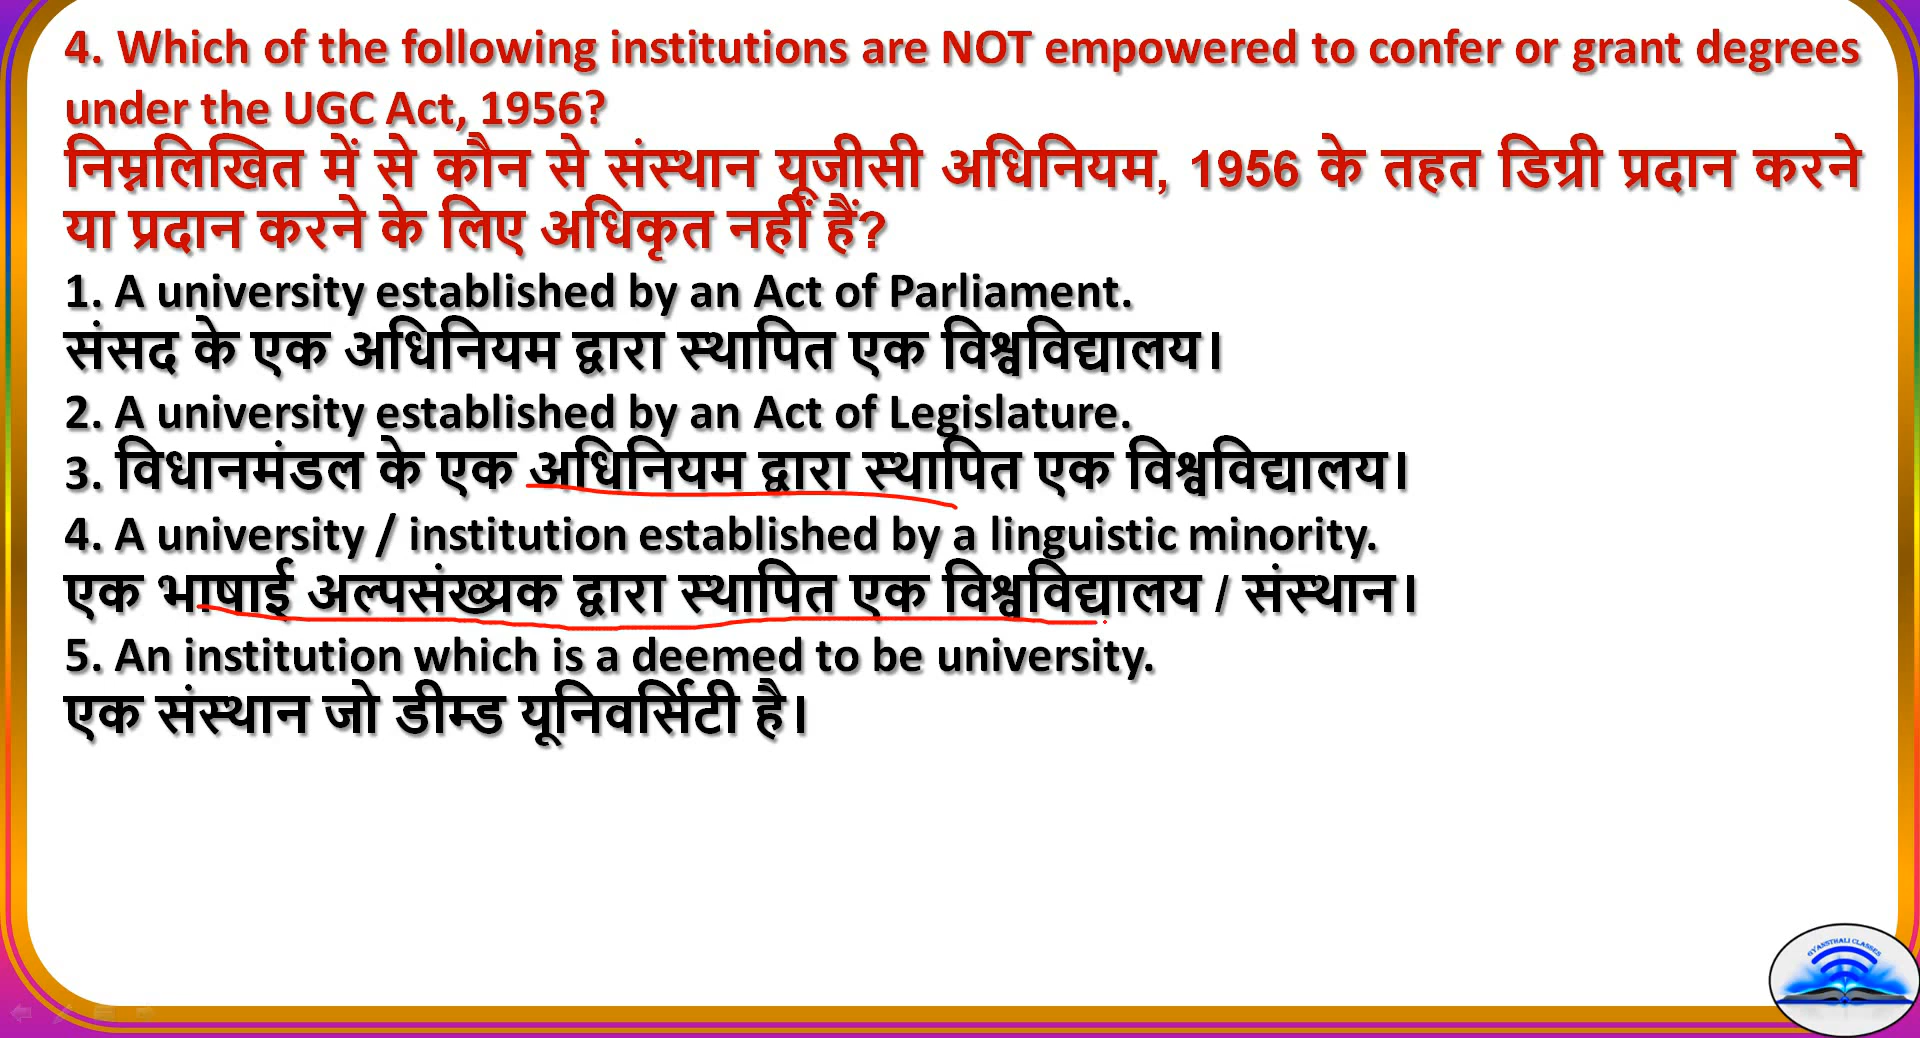 4. Which of the following institutions are NOT empowered to confer or grant degrees
under the UGC Act, 1956?
निम्नलिखित में से कौन से संस्थान यूजीसी अधिनियम, 1956 के तहत डिग्री प्रदान करने
या प्रदान करने के लिए अधिकृत नहीं हैं?
1. A university established by an Act of Parliament.
संसद के एक अधिनियम द्वारा स्थापित एक विश्वविद्यालय।
2. A university established by an Act of Legislature.
3. विधानमंडल के एक अधिनियम द्वारा स्थापित एक विश्वविद्यालय।
4. A university / institution established by a linguistic minority.
एक भाषाई अल्पसंख्यक द्वारा स्थापित एक विश्वविद्यालय / संस्थान।
5. An institution which is a deemed to be university.
एक संस्थान जो डीम्ड यूनिवर्सिटी है।
GYANSTHALI CLASSES